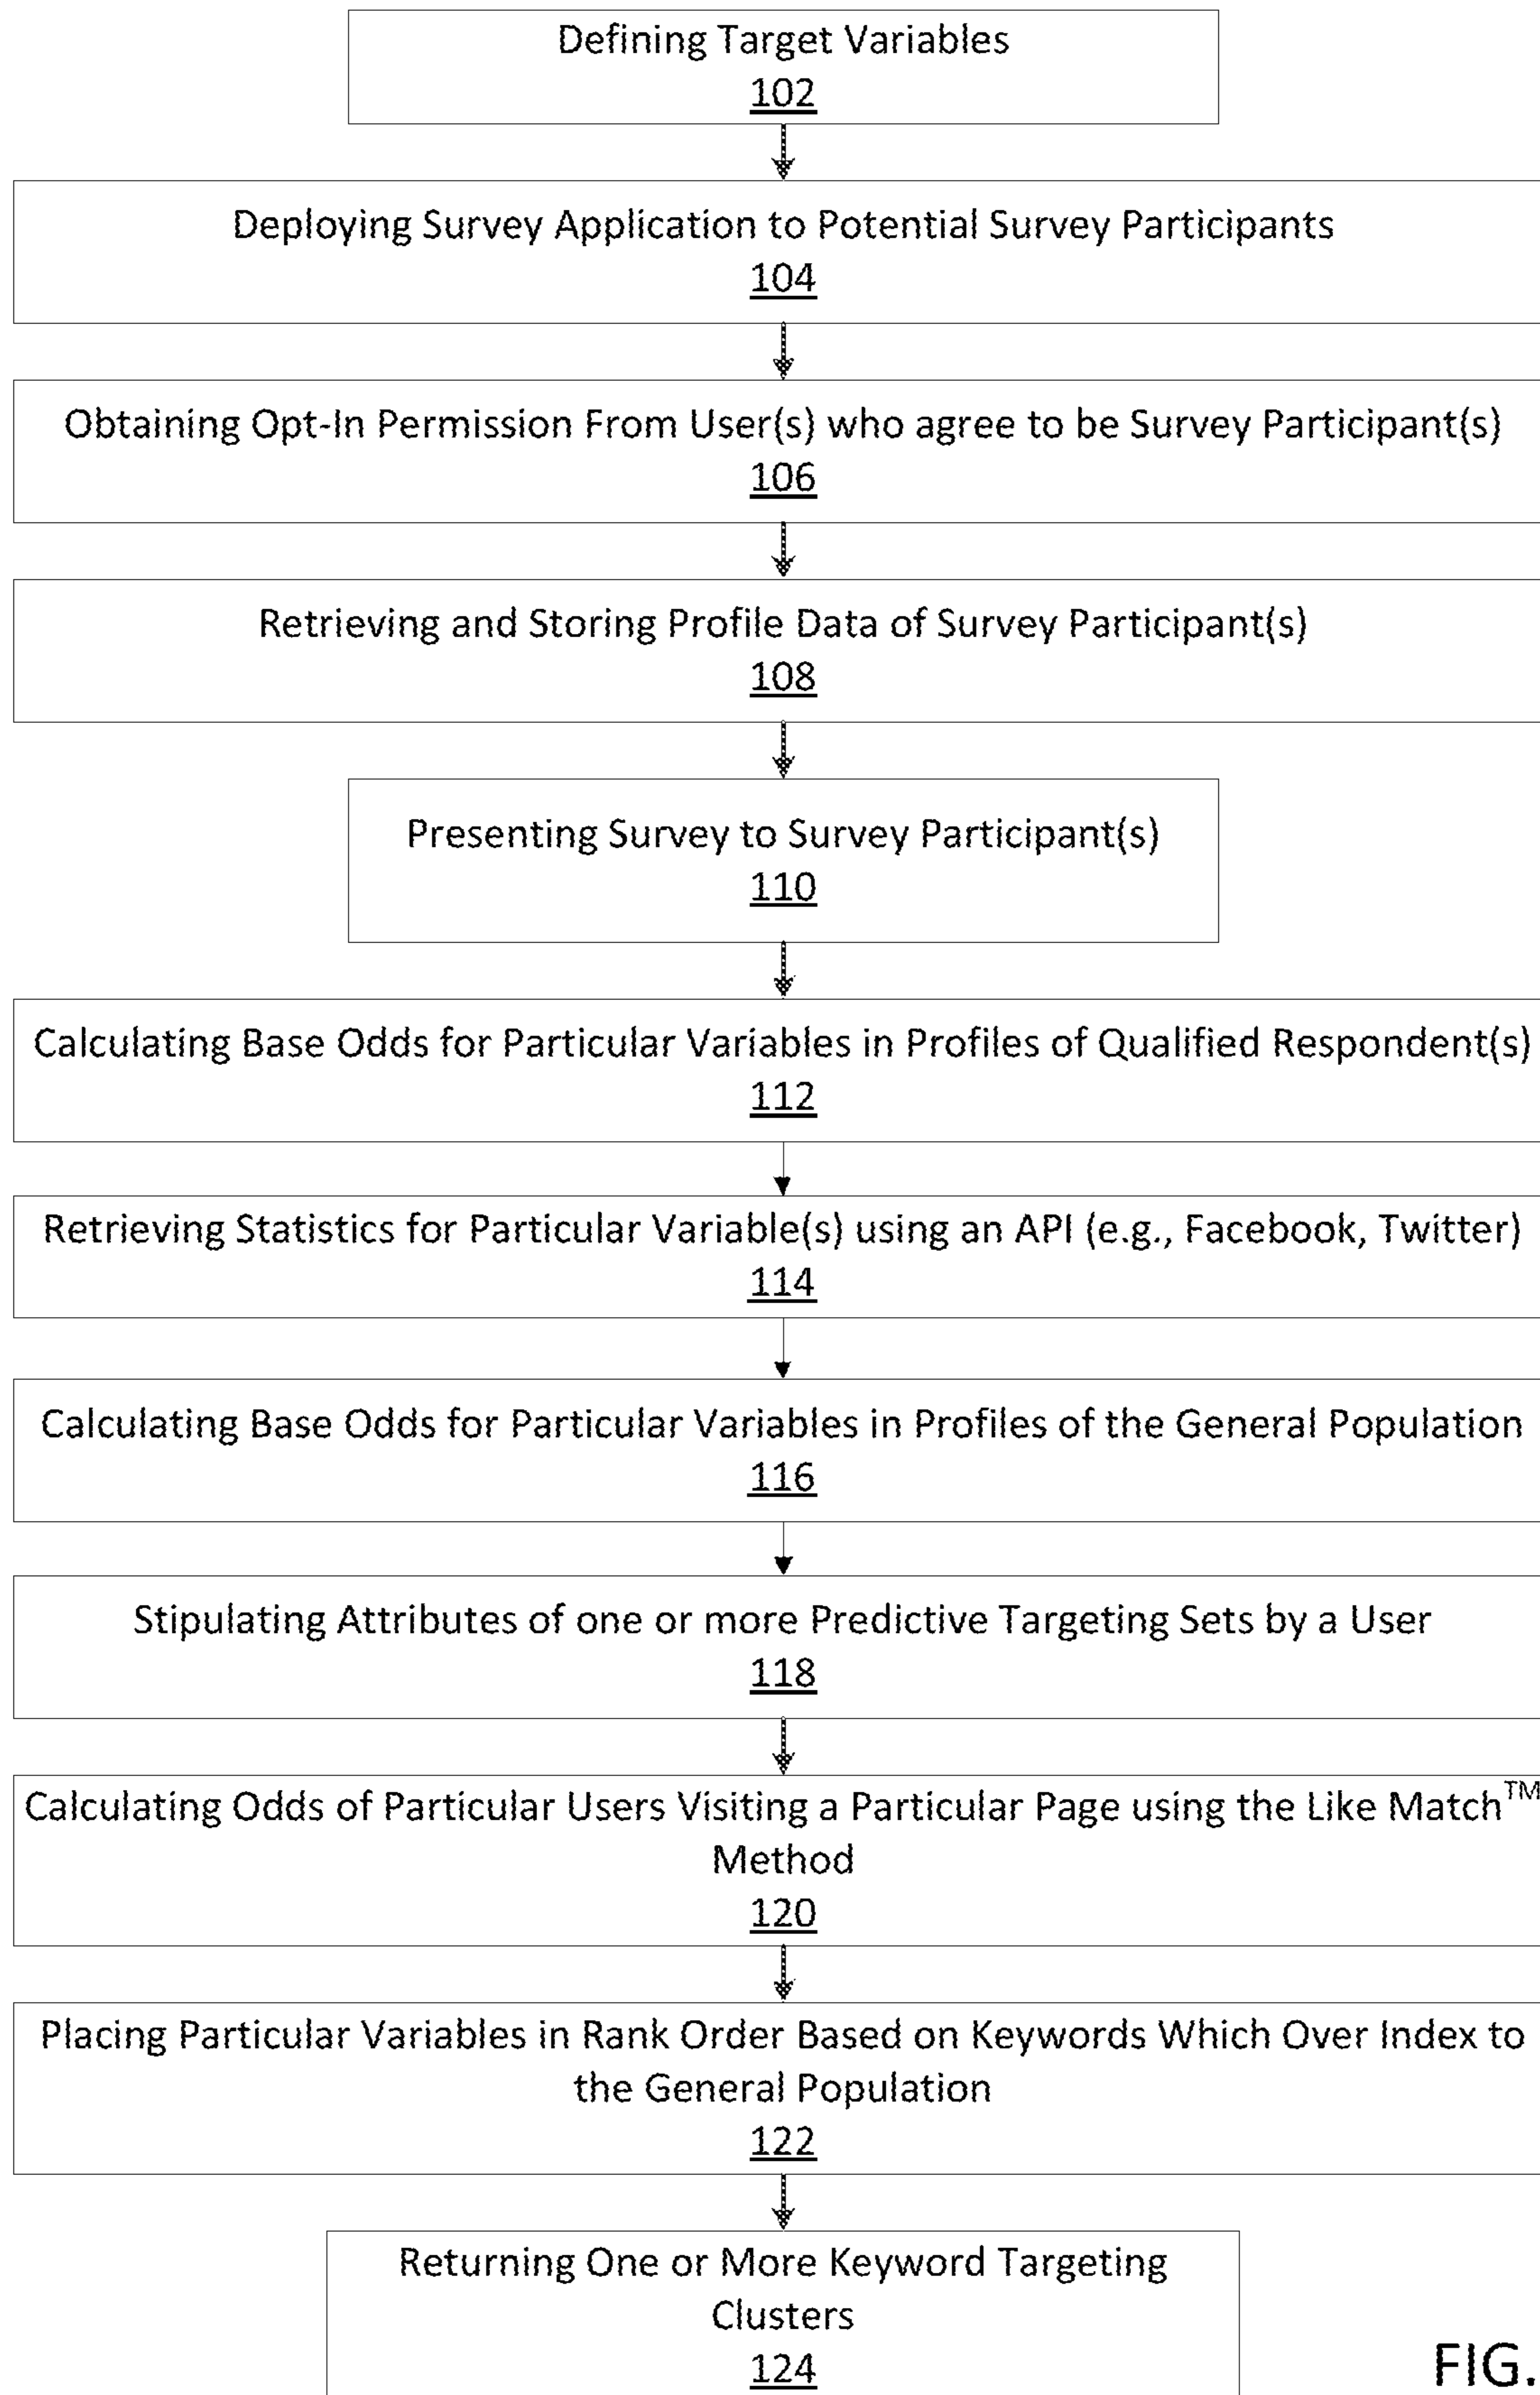 Defining Target Variables
102
Deploying Survey Application to Potential Survey Participants
104
Obtaining Opt-In Permission From User(s) who agree to be Survey Participant(s)
106
Retrieving and Storing Profile Data of Survey Participant(s)
108
Presenting Survey to Survey Participant(s)
110
Calculating Base Odds for Particular Variables in Profiles of Qualified Respondent(s)
112
Retrieving Statistics for Particular Variable(s) using an API (e.g., Facebook, Twitter)
114
Calculating Base Odds for Particular Variables in Profiles of the General Population
116
Stipulating Attributes of one or more Predictive Targeting Sets by a User
118
Calculating Odds of Particular Users Visiting a Particular Page using the Like Match™
Method
120
Placing Particular Variables in Rank Order Based on Keywords Which Over Index to
the General Population
122
Returning One or More Keyword Targeting
Clusters
124
FIG.